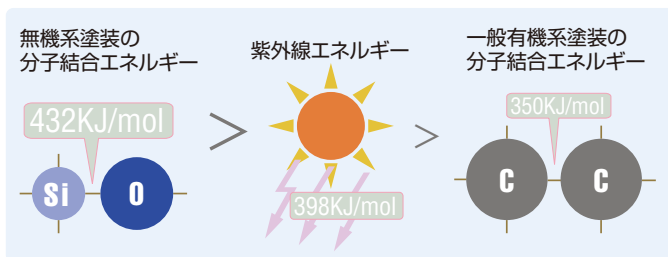 無機系塗装の
分子結合エネルギー
432KJ/mol
Si
O
>
紫外線エネルギー
398KJ/mol
>
一般有機系塗装の
分子結合エネルギー
350KJ/mol
C
C